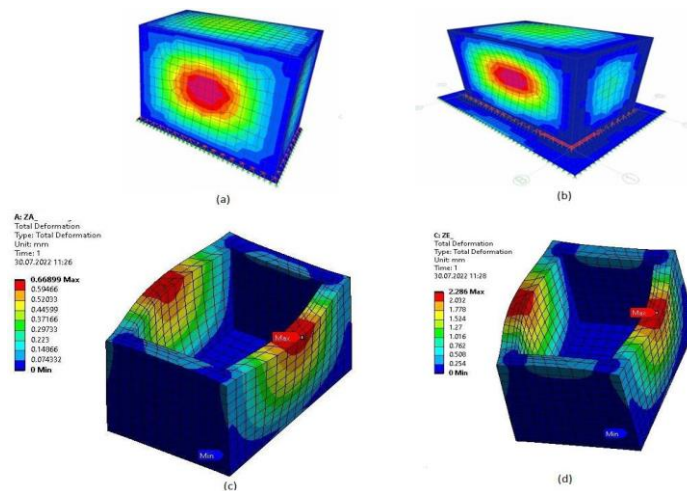 (a)
(b)
A: ZA_
Total Deformation
Type: Total Deformation
Unit: mm
Time: 1
30.07.2022 11:26
0.66899 Max
0.59466
0.52033
0.44599
0.37166
0.29733
0.223
0.14866
0.074332
0 Min
Max
Min
(c)
C: ZE_
Total Deformation
Type: Total Deformation
Unit: mm
Time: 1
30.07.2022 11:28
2.286 Max
2.032
1.778
1.524
1.27
1.016
0.762
0.508
0.254
0 Min
Max
Min
(d)